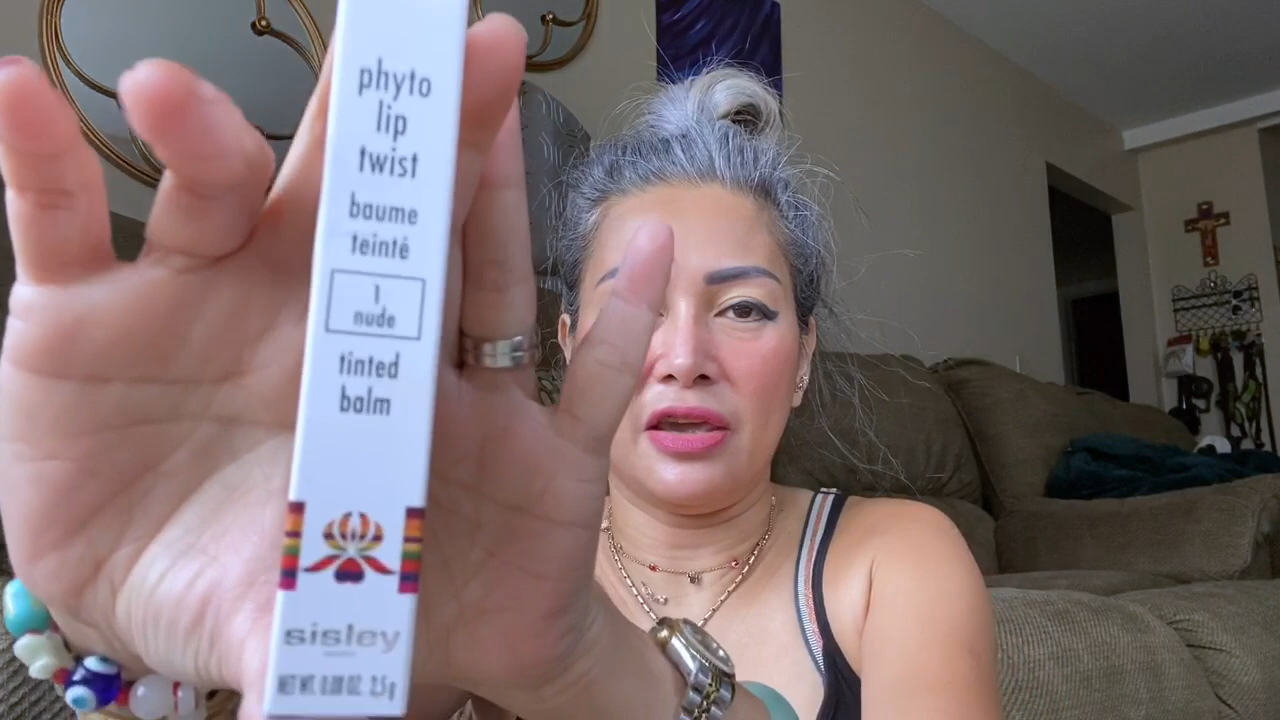 phyto
lip
twist
baume
teinté
1
nude
tinted
balm
sisley
NET WT. 0.08 OZ. 2.5 g